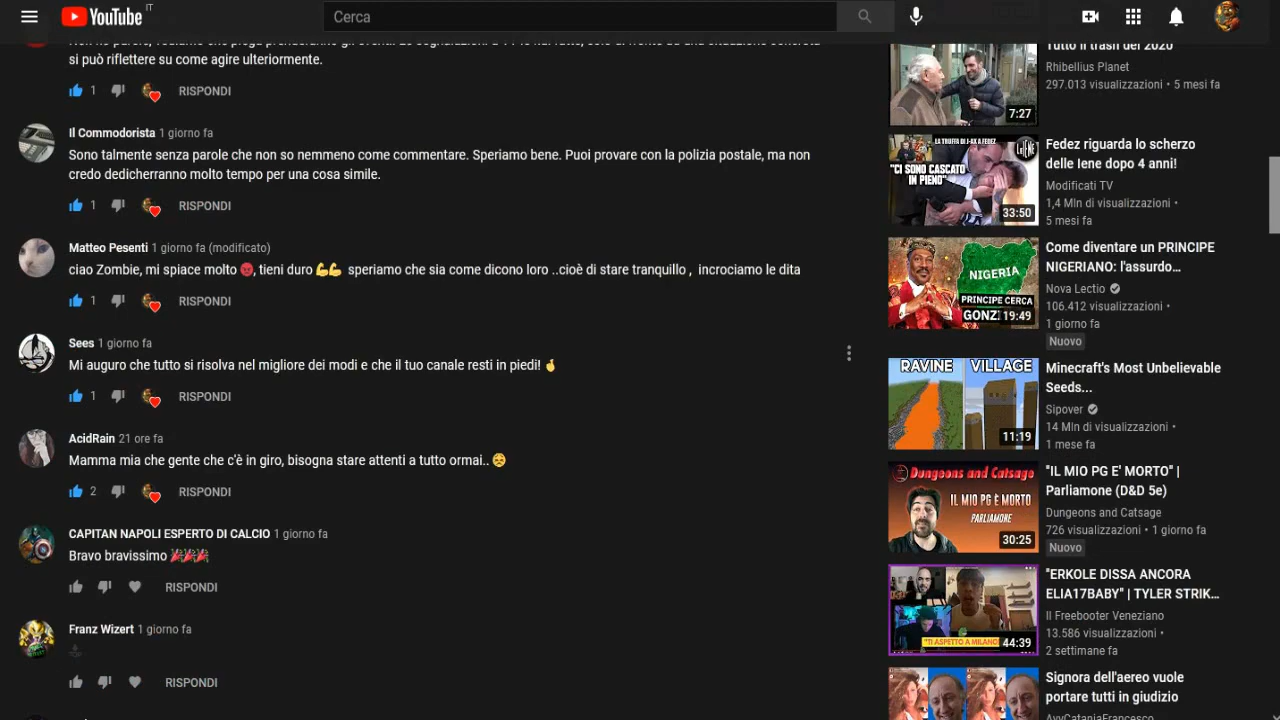 YouTube IT
Cerca
si può riflettere su come agire ulteriormente.
1 RISPONDI
Il Commodorista 1 giorno fa
Sono talmente senza parole che non so nemmeno come commentare. Speriamo bene. Puoi provare con la polizia postale, ma non
credo dedicherranno molto tempo per una cosa simile.
1 RISPONDI
Matteo Pesenti 1 giorno fa (modificato)
ciao Zombie, mi spiace molto 😡, tieni duro 💪💪 speriamo che sia come dicono loro ..cioè di stare tranquillo , incrociamo le dita
1 RISPONDI
Sees 1 giorno fa
Mi auguro che tutto si risolva nel migliore dei modi e che il tuo canale resti in piedi! 🤞
1 RISPONDI
AcidRain 21 ore fa
Mamma mia che gente che c'è in giro, bisogna stare attenti a tutto ormai.. 😣
2 RISPONDI
CAPITAN NAPOLI ESPERTO DI CALCIO 1 giorno fa
Bravo bravissimo 🎉🎉🎉
RISPONDI
Franz Wizert 1 giorno fa
RISPONDI
Tutto il trash del 2020
Rhibellius Planet
297.013 visualizzazioni • 5 mesi fa
7:27
LA TRUFFA DI J-AX A FEDEZ
"CI SONO CASCATO
IN PIENO"
33:50
Fedez riguarda lo scherzo
delle Iene dopo 4 anni!
Modificati TV
1,4 Mln di visualizzazioni •
5 mesi fa
NIGERIA
PRINCIPE CERCA
19:49
Come diventare un PRINCIPE
NIGERIANO: l'assurdo...
Nova Lectio
106.412 visualizzazioni •
1 giorno fa
Nuovo
RAVINE VILLAGE
11:19
Minecraft's Most Unbelievable
Seeds...
Sipover
14 Mln di visualizzazioni •
1 mese fa
Dungeons and Catsage
IL MIO PG È MORTO
PARLIAMONE
30:25
"IL MIO PG E' MORTO" |
Parliamone (D&D 5e)
Dungeons and Catsage
726 visualizzazioni • 1 giorno fa
Nuovo
"TI ASPETTO A MILANO"
44:39
"ERKOLE DISSA ANCORA
ELIA17BABY" | TYLER STRIK...
Il Freebooter Veneziano
13.586 visualizzazioni •
2 settimane fa
Signora dell'aereo vuole
portare tutti in giudizio
AvvCataniaFrancesco